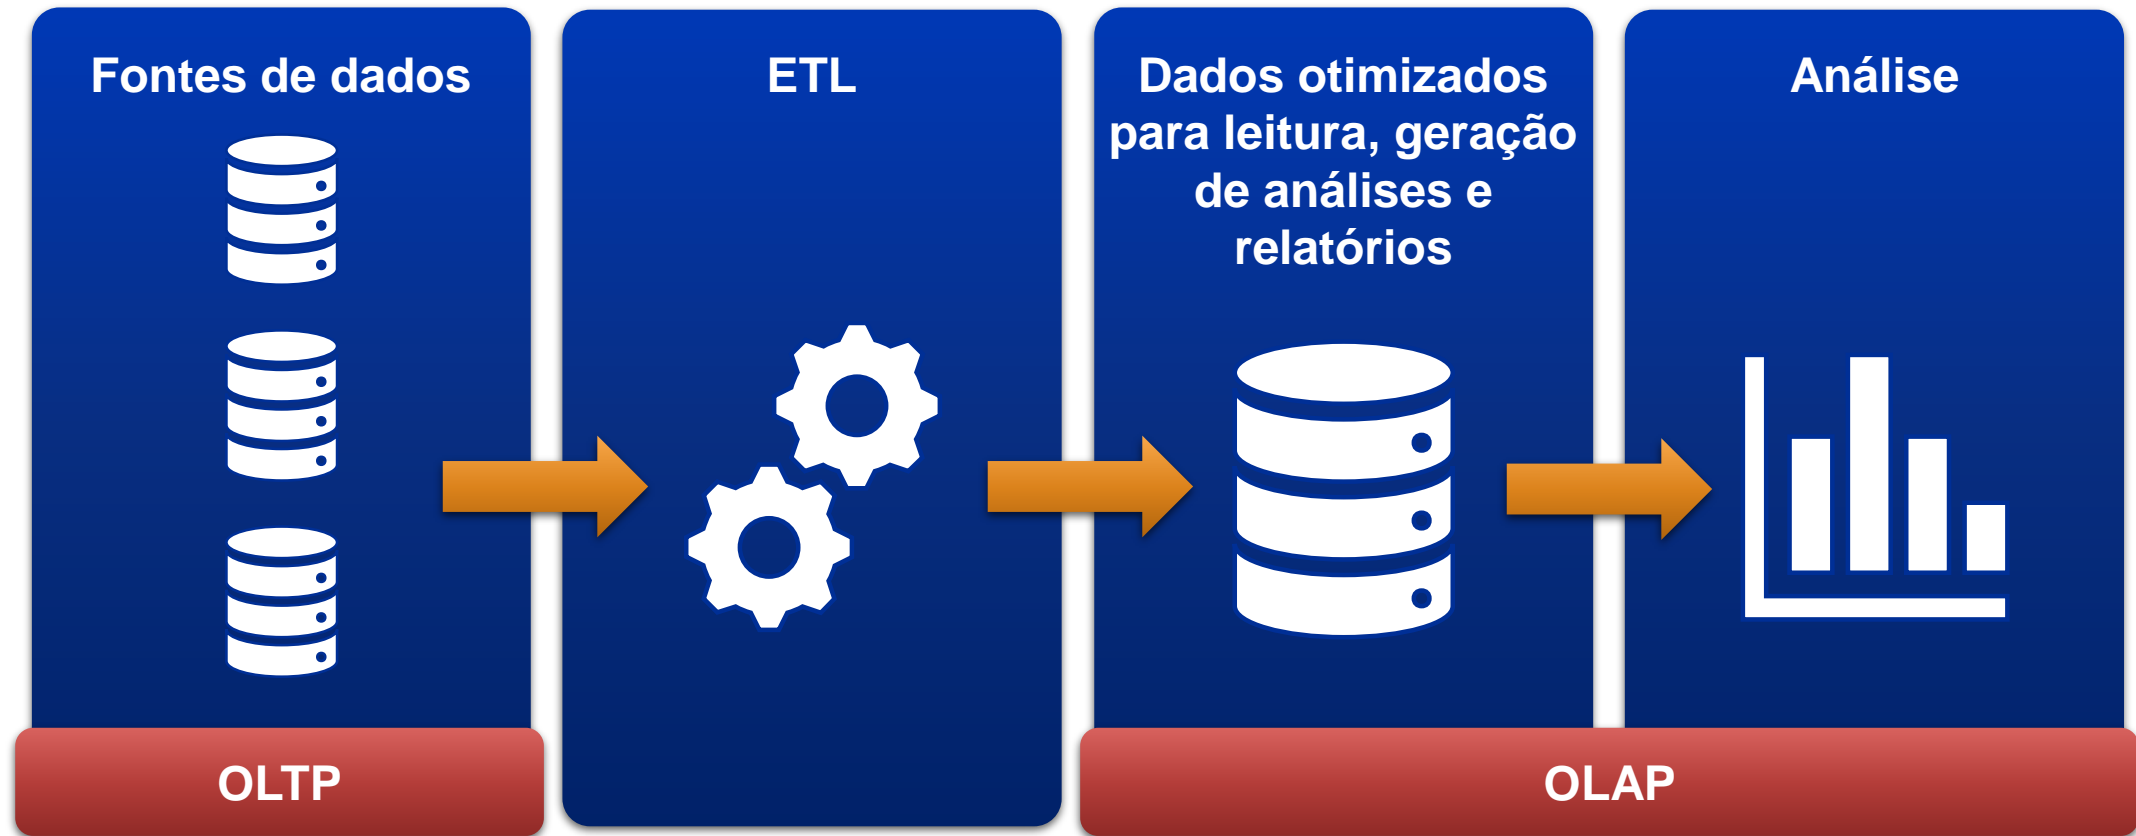 Fontes de dados
ETL
Dados otimizados
para leitura, geração
de análises e
relatórios
Análise
OLTP
OLAP